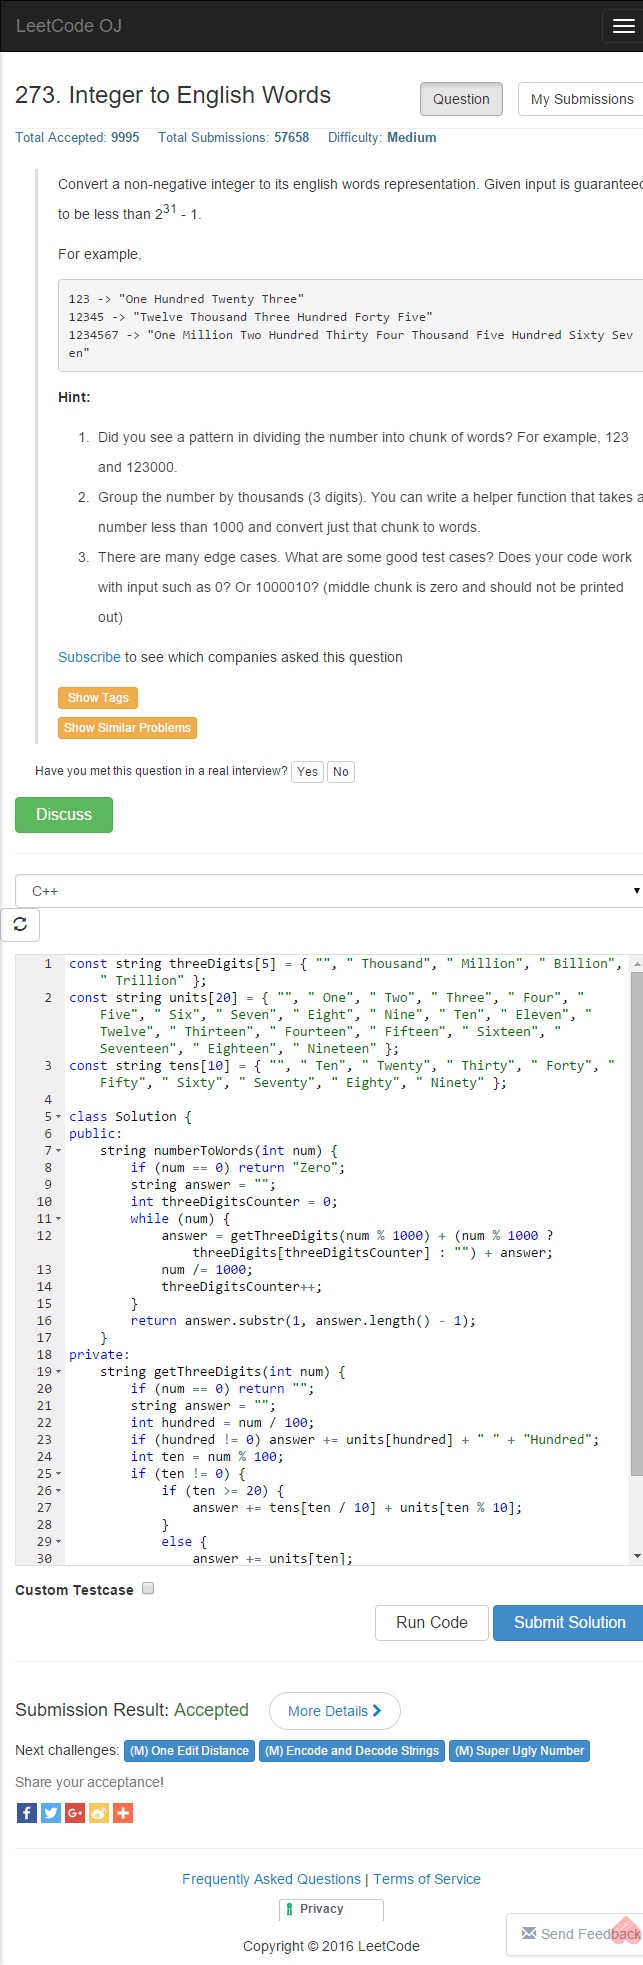 LeetCode OJ
273. Integer to English Words
Question
My Submissions
Total Accepted: 9995 Total Submissions: 57658 Difficulty: Medium
Convert a non-negative integer to its english words representation. Given input is guaranteed
to be less than 2^31 - 1.
For example,
123 -> "One Hundred Twenty Three"
12345 -> "Twelve Thousand Three Hundred Forty Five"
1234567 -> "One Million Two Hundred Thirty Four Thousand Five Hundred Sixty Sev
en"
Hint:
1. Did you see a pattern in dividing the number into chunk of words? For example, 123
and 123000.
2. Group the number by thousands (3 digits). You can write a helper function that takes a
number less than 1000 and convert just that chunk to words.
3. There are many edge cases. What are some good test cases? Does your code work
with input such as 0? Or 1000010? (middle chunk is zero and should not be printed
out)
Subscribe to see which companies asked this question
Show Tags
Show Similar Problems
Have you met this question in a real interview? Yes No
Discuss
C++
1 const string threeDigits[5] = { "", " Thousand", " Million", " Billion",
" Trillion" };
2 const string units[20] = { "", " One", " Two", " Three", " Four", "
Five", " Six", " Seven", " Eight", " Nine", " Ten", " Eleven", "
Twelve", " Thirteen", " Fourteen", " Fifteen", " Sixteen", "
Seventeen", " Eighteen", " Nineteen" };
3 const string tens[10] = { "", " Ten", " Twenty", " Thirty", " Forty", "
Fifty", " Sixty", " Seventy", " Eighty", " Ninety" };
4
5 class Solution {
6 public:
7 string numberToWords(int num) {
8 if (num == 0) return "Zero";
9 string answer = "";
10 int threeDigitsCounter = 0;
11 while (num) {
12 answer = getThreeDigits(num % 1000) + (num % 1000 ?
threeDigits[threeDigitsCounter] : "") + answer;
13 num /= 1000;
14 threeDigitsCounter++;
15 }
16 return answer.substr(1, answer.length() - 1);
17 }
18 private:
19 string getThreeDigits(int num) {
20 if (num == 0) return "";
21 string answer = "";
22 int hundred = num / 100;
23 if (hundred != 0) answer += units[hundred] + " " + "Hundred";
24 int ten = num % 100;
25 if (ten != 0) {
26 if (ten >= 20) {
27 answer += tens[ten / 10] + units[ten % 10];
28 }
29 else {
30 answer += units[ten];
Custom Testcase
Run Code
Submit Solution
Submission Result: Accepted More Details
Next challenges: (M) One Edit Distance (M) Encode and Decode Strings (M) Super Ugly Number
Share your acceptance!
Frequently Asked Questions | Terms of Service
Privacy
Send Feedback
Copyright © 2016 LeetCode